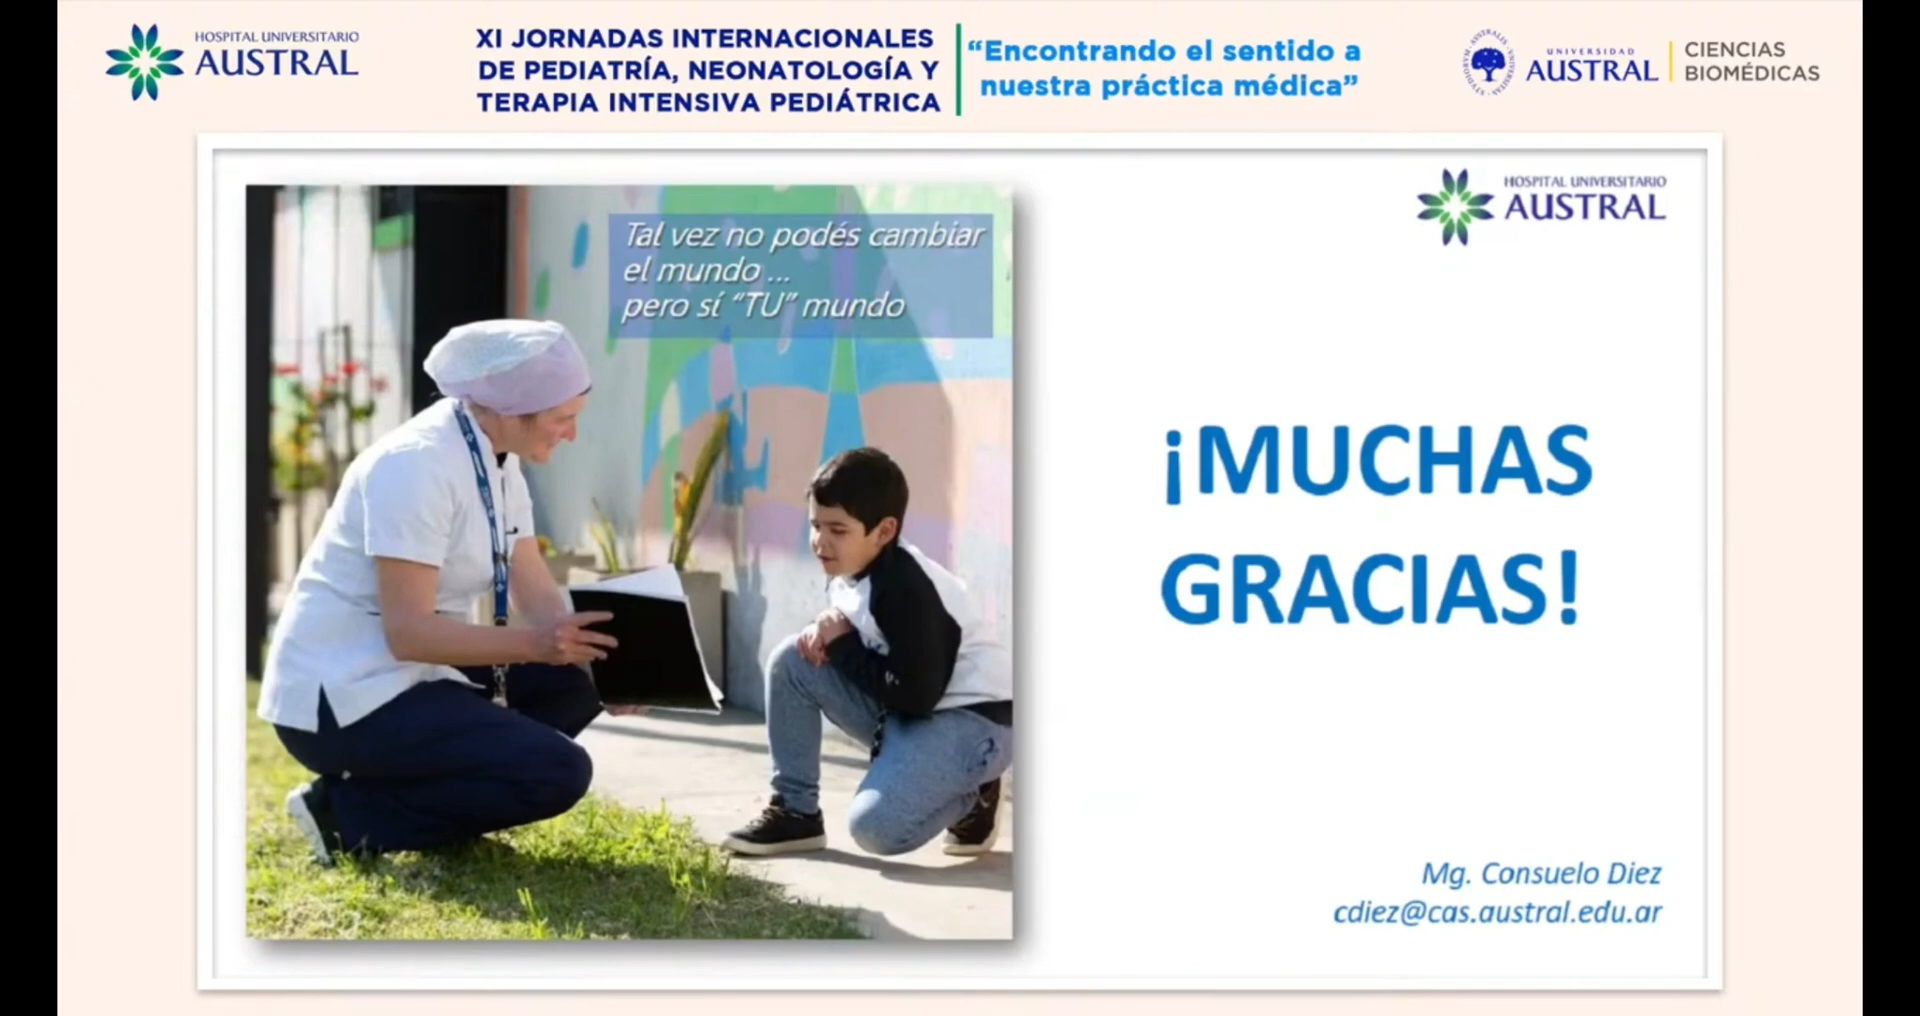 HOSPITAL UNIVERSITARIO
AUSTRAL
XI JORNADAS INTERNACIONALES
DE PEDIATRÍA, NEONATOLOGÍA Y
TERAPIA INTENSIVA PEDIÁTRICA
“Encontrando el sentido a
nuestra práctica médica”
UNIVERSIDAD
AUSTRAL
CIENCIAS
BIOMÉDICAS
HOSPITAL UNIVERSITARIO
AUSTRAL
Tal vez no podés cambiar
el mundo ...
pero sí “TU” mundo
¡MUCHAS
GRACIAS!
Mg. Consuelo Diez
cdiez@cas.austral.edu.ar